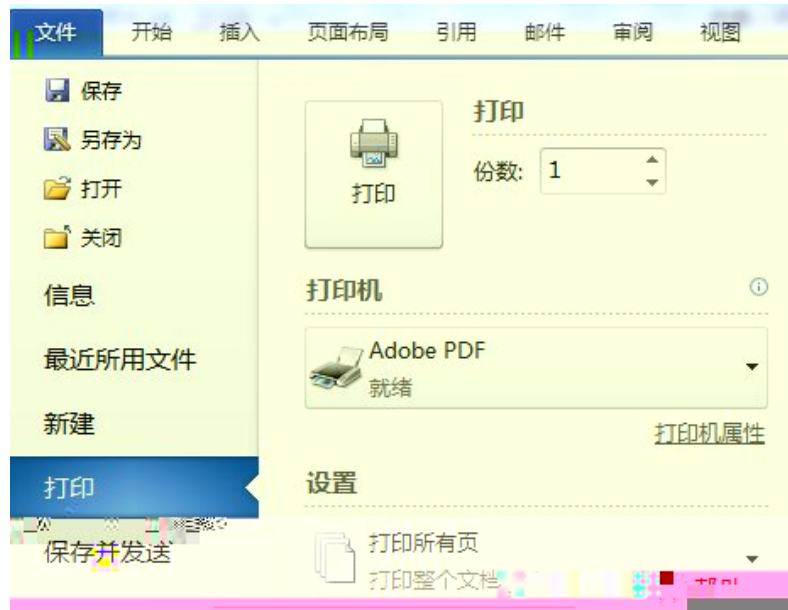 文件 开始 插入 页面布局 引用 邮件 审阅 视图
保存
另存为
打开
关闭
信息
最近所用文件
新建
打印
保存并发送
打印
打印
份数: 1
打印机
Adobe PDF
就绪
打印机属性
设置
打印所有页
打印整个文档